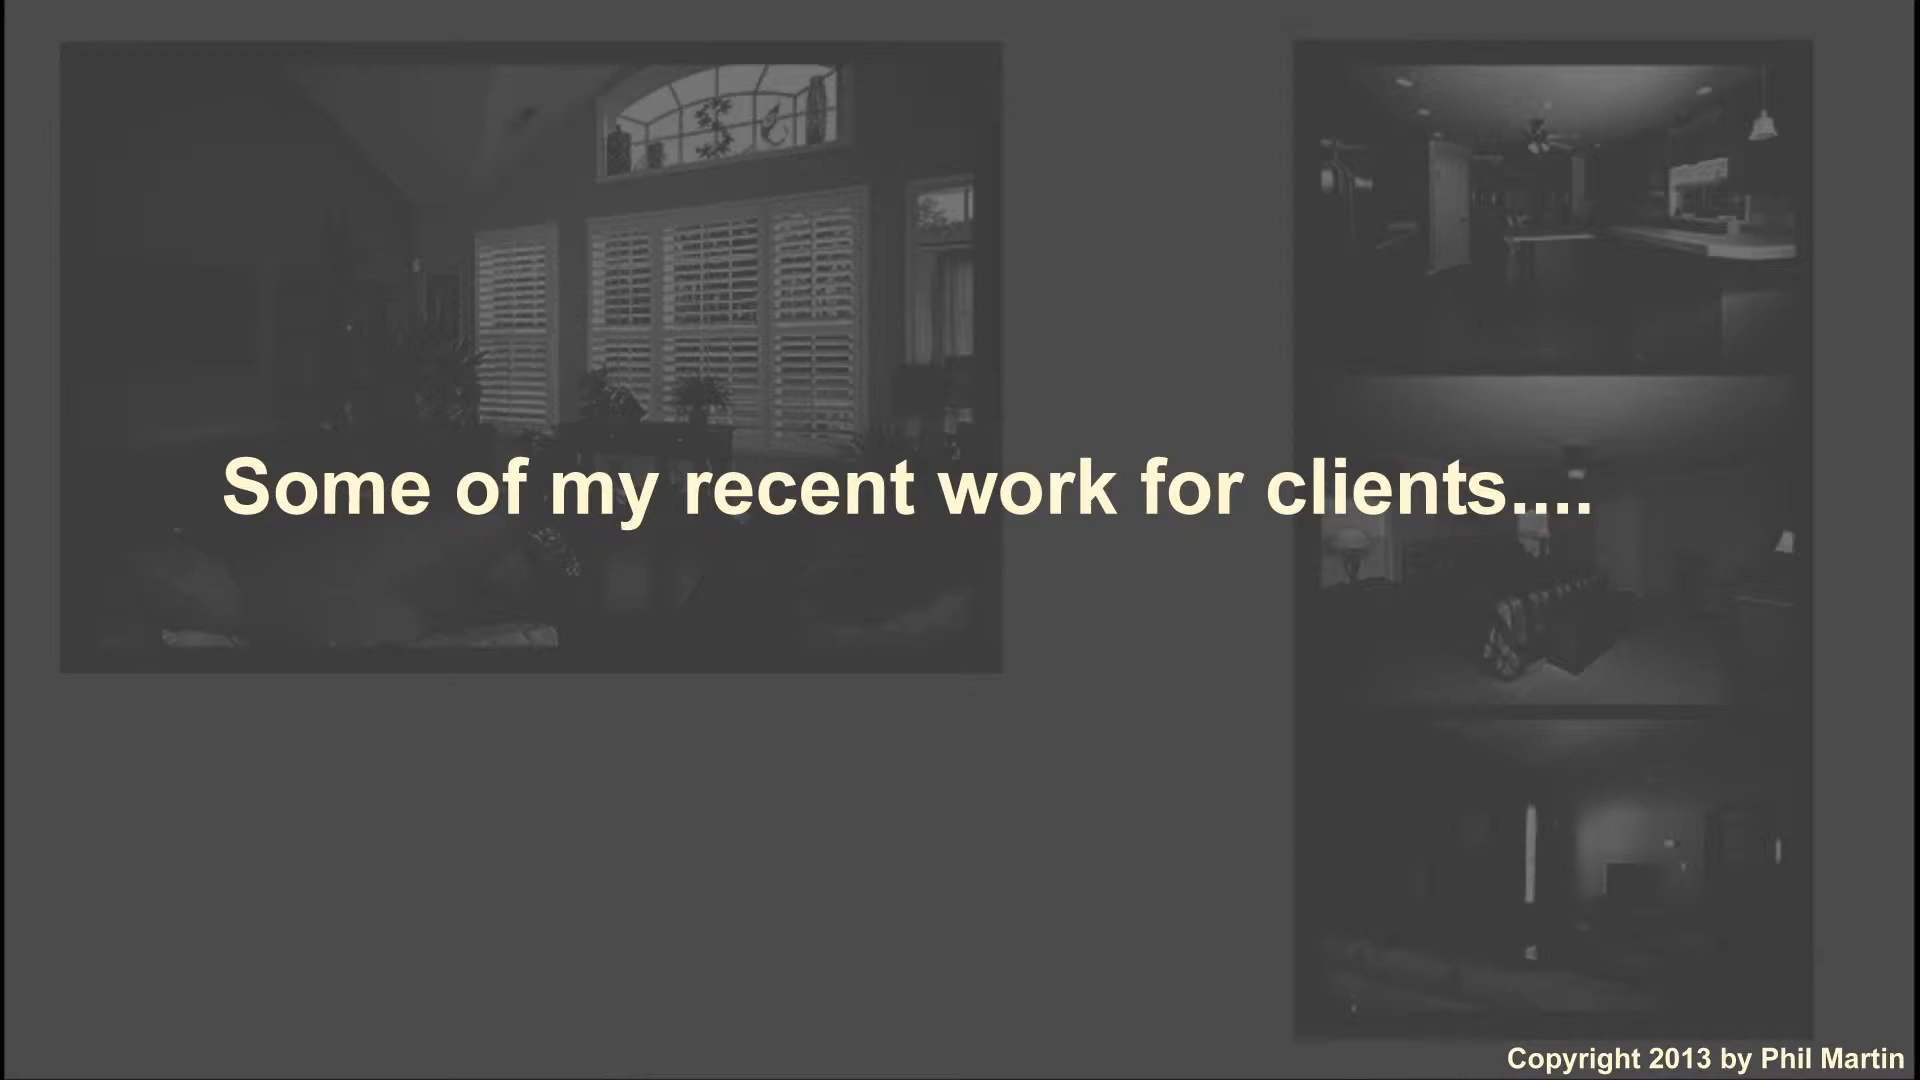 Some of my recent work for clients....
Copyright 2013 by Phil Martin